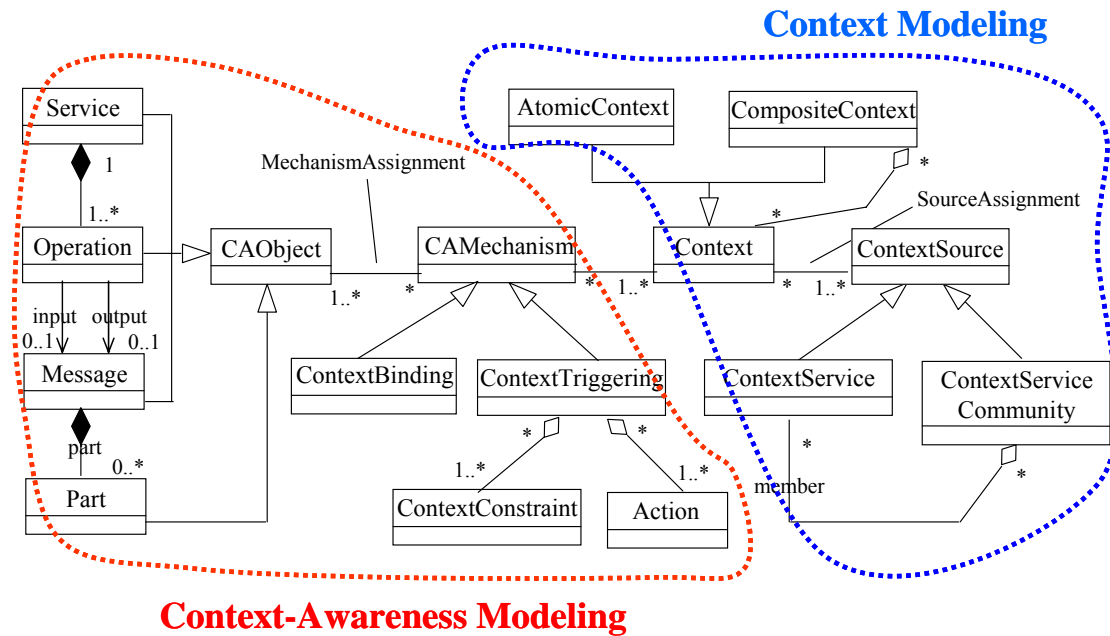 Context Modeling
Service
AtomicContext
CompositeContext
1
MechanismAssignment
*
SourceAssignment
1..*
*
Operation
CAObject
CAMechanism
Context
ContextSource
1..*
*
*
1..*
*
1..*
input
output
0..1
0..1
Message
ContextBinding
ContextTriggering
ContextService
ContextService
Community
part
*
*
*
*
0..*
1..*
1..*
member
Part
ContextConstraint
Action
Context-Awareness Modeling